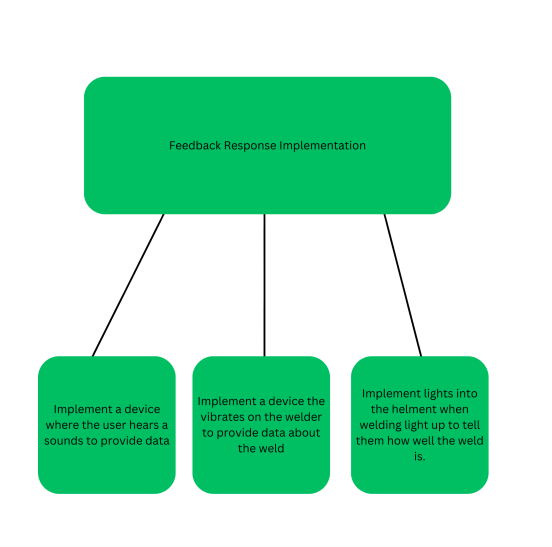 Feedback Response Implementation
Implement a device
where the user hears a
sounds to provide data
Implement a device the
vibrates on the welder
to provide data about
the weld
Implement lights into
the helment when
welding light up to tell
them how well the weld
is.